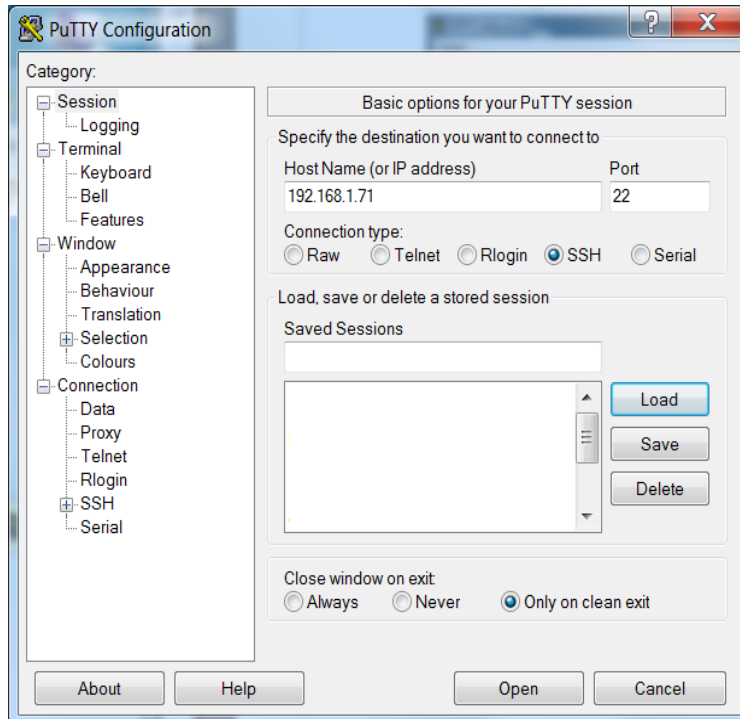 PuTTY Configuration
Category:
Session
Logging
Terminal
Keyboard
Bell
Features
Window
Appearance
Behaviour
Translation
Selection
Colours
Connection
Data
Proxy
Telnet
Rlogin
SSH
Serial
Basic options for your PuTTY session
Specify the destination you want to connect to
Host Name (or IP address) Port
192.168.1.71 22
Connection type:
Raw Telnet Rlogin SSH Serial
Load, save or delete a stored session
Saved Sessions
Load
Save
Delete
Close window on exit:
Always Never Only on clean exit
About Help Open Cancel